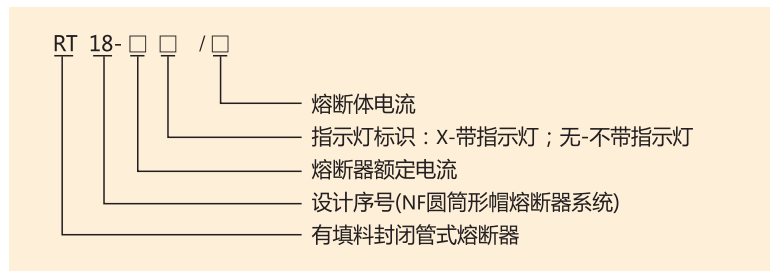 RT 18-□ □ /□
熔断体电流
指示灯标识：X-带指示灯；无-不带指示灯
熔断器额定电流
设计序号(NF圆筒形帽熔断器系统)
有填料封闭管式熔断器